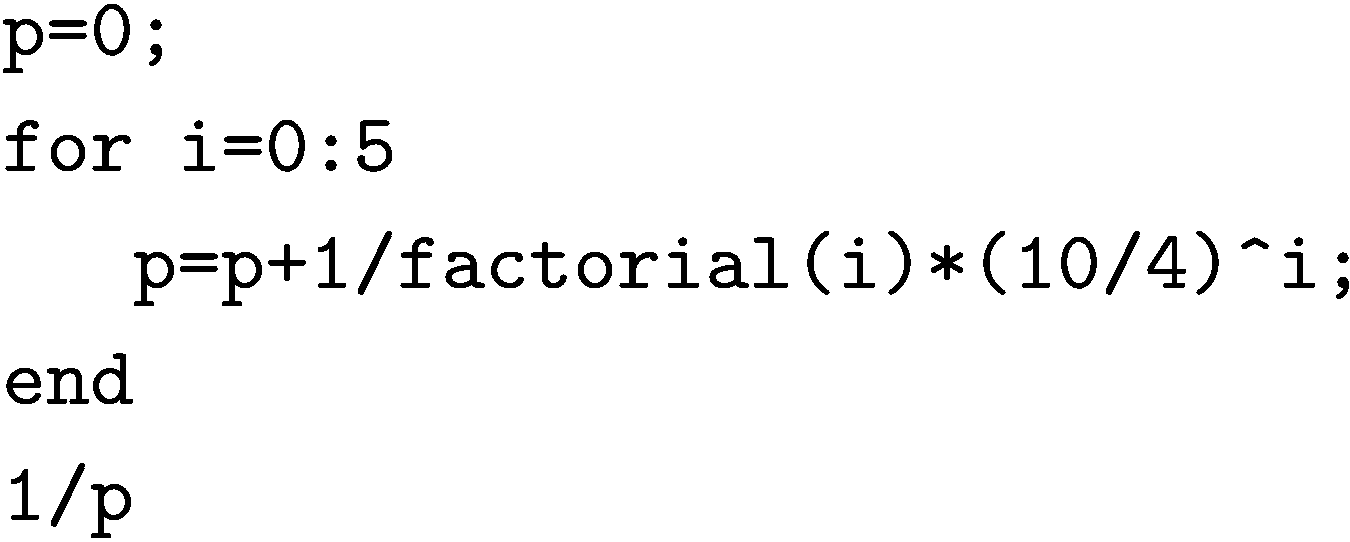 p=0;
for i=0:5
   p=p+1/factorial(i)*(10/4)^i;
end
1/p